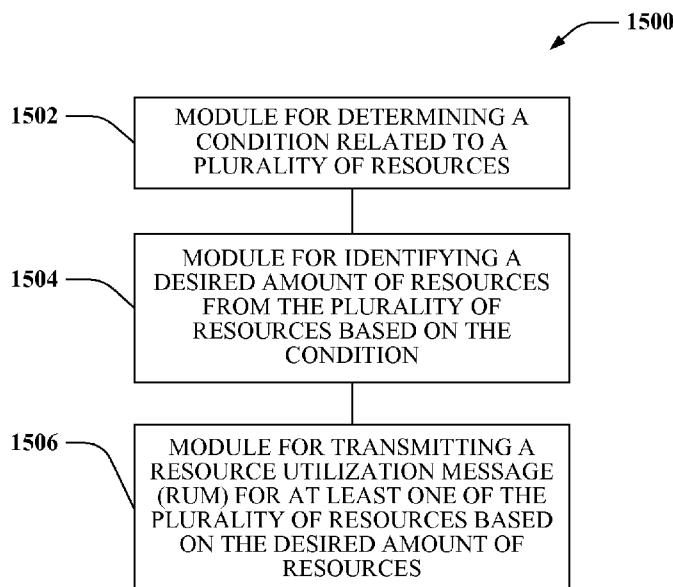 1500
1502
MODULE FOR DETERMINING A
CONDITION RELATED TO A
PLURALITY OF RESOURCES
1504
MODULE FOR IDENTIFYING A
DESIRED AMOUNT OF RESOURCES
FROM THE PLURALITY OF
RESOURCES BASED ON THE
CONDITION
1506
MODULE FOR TRANSMITTING A
RESOURCE UTILIZATION MESSAGE
(RUM) FOR AT LEAST ONE OF THE
PLURALITY OF RESOURCES BASED
ON THE DESIRED AMOUNT OF
RESOURCES